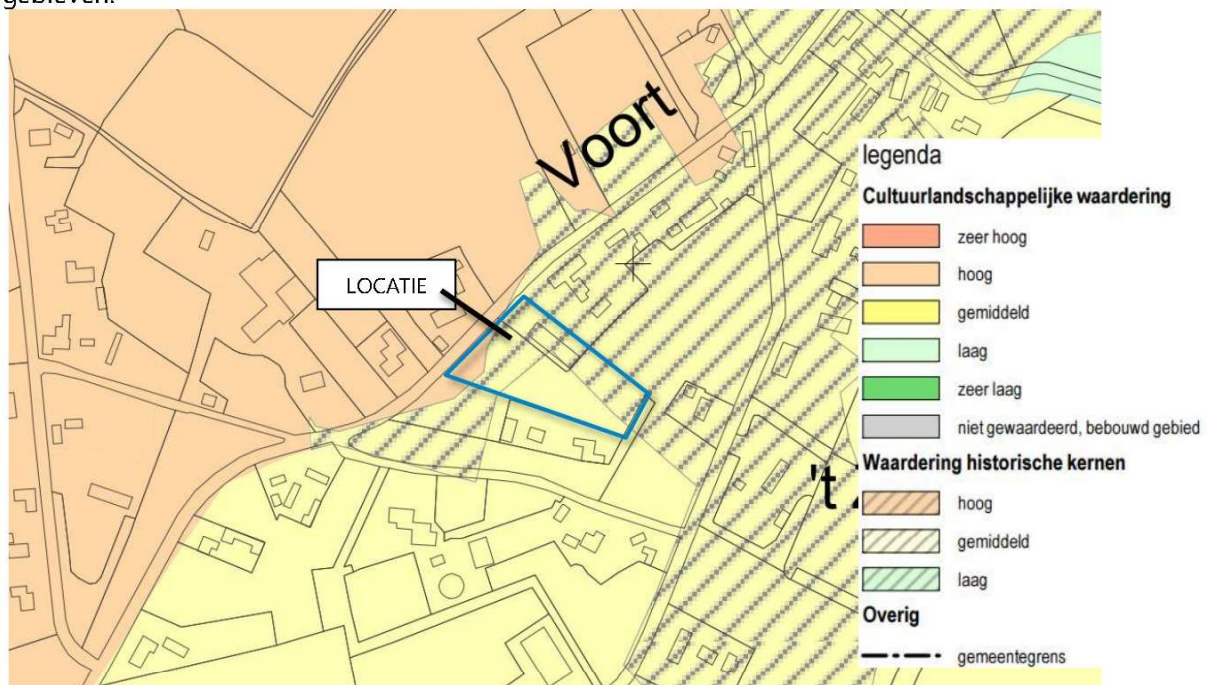 gebleven.
Voort
LOCATIE
't
legenda
Cultuurlandschappelijke waardering
zeer hoog
hoog
gemiddeld
laag
zeer laag
niet gewaardeerd, bebouwd gebied
Waardering historische kernen
hoog
gemiddeld
laag
Overig
gemeentegrens